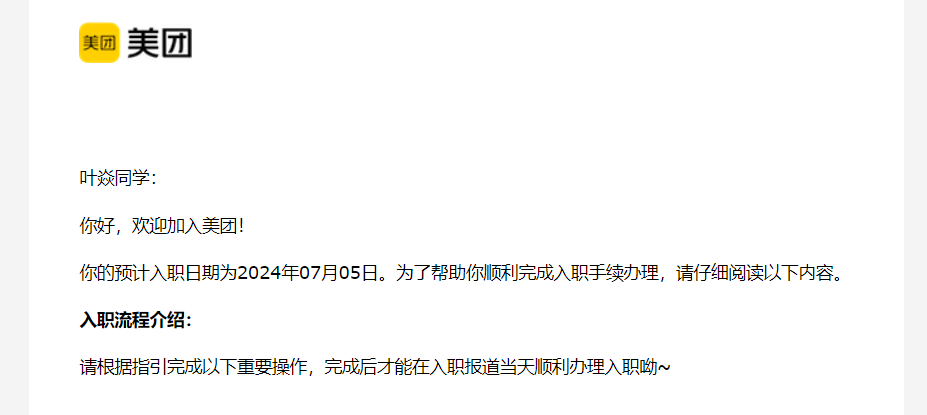 美团 美团
叶焱同学：
你好，欢迎加入美团！
你的预计入职日期为2024年07月05日。为了帮助你顺利完成入职手续办理，请仔细阅读以下内容。
入职流程介绍：
请根据指引完成以下重要操作，完成后才能在入职报道当天顺利办理入职呦~